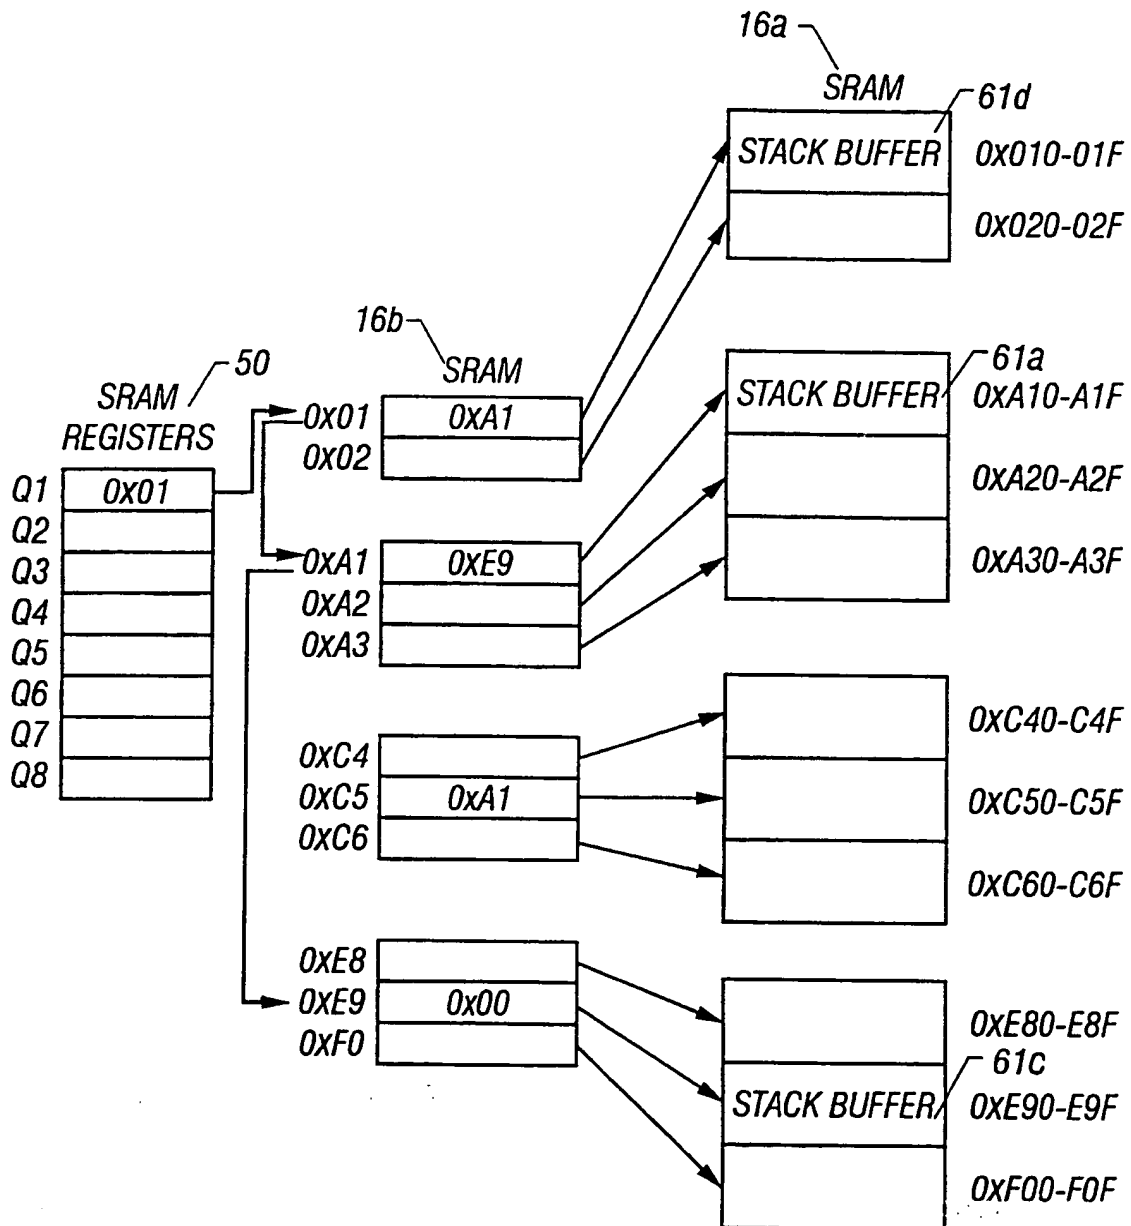 16a
SRAM
61d
STACK BUFFER
0X010-01F
0X020-02F
16b
SRAM
50
SRAM
REGISTERS
Q1
0X01
Q2
Q3
Q4
Q5
Q6
Q7
Q8
0X01
0XA1
0X02
0XA1
0XE9
0XA2
0XA3
61a
STACK BUFFER
0XA10-A1F
0XA20-A2F
0XA30-A3F
0XC4
0XC5
0XA1
0XC6
0XC40-C4F
0XC50-C5F
0XC60-C6F
0XE8
0XE9
0X00
0XF0
0XE80-E8F
61c
STACK BUFFER
0XE90-E9F
0XF00-F0F